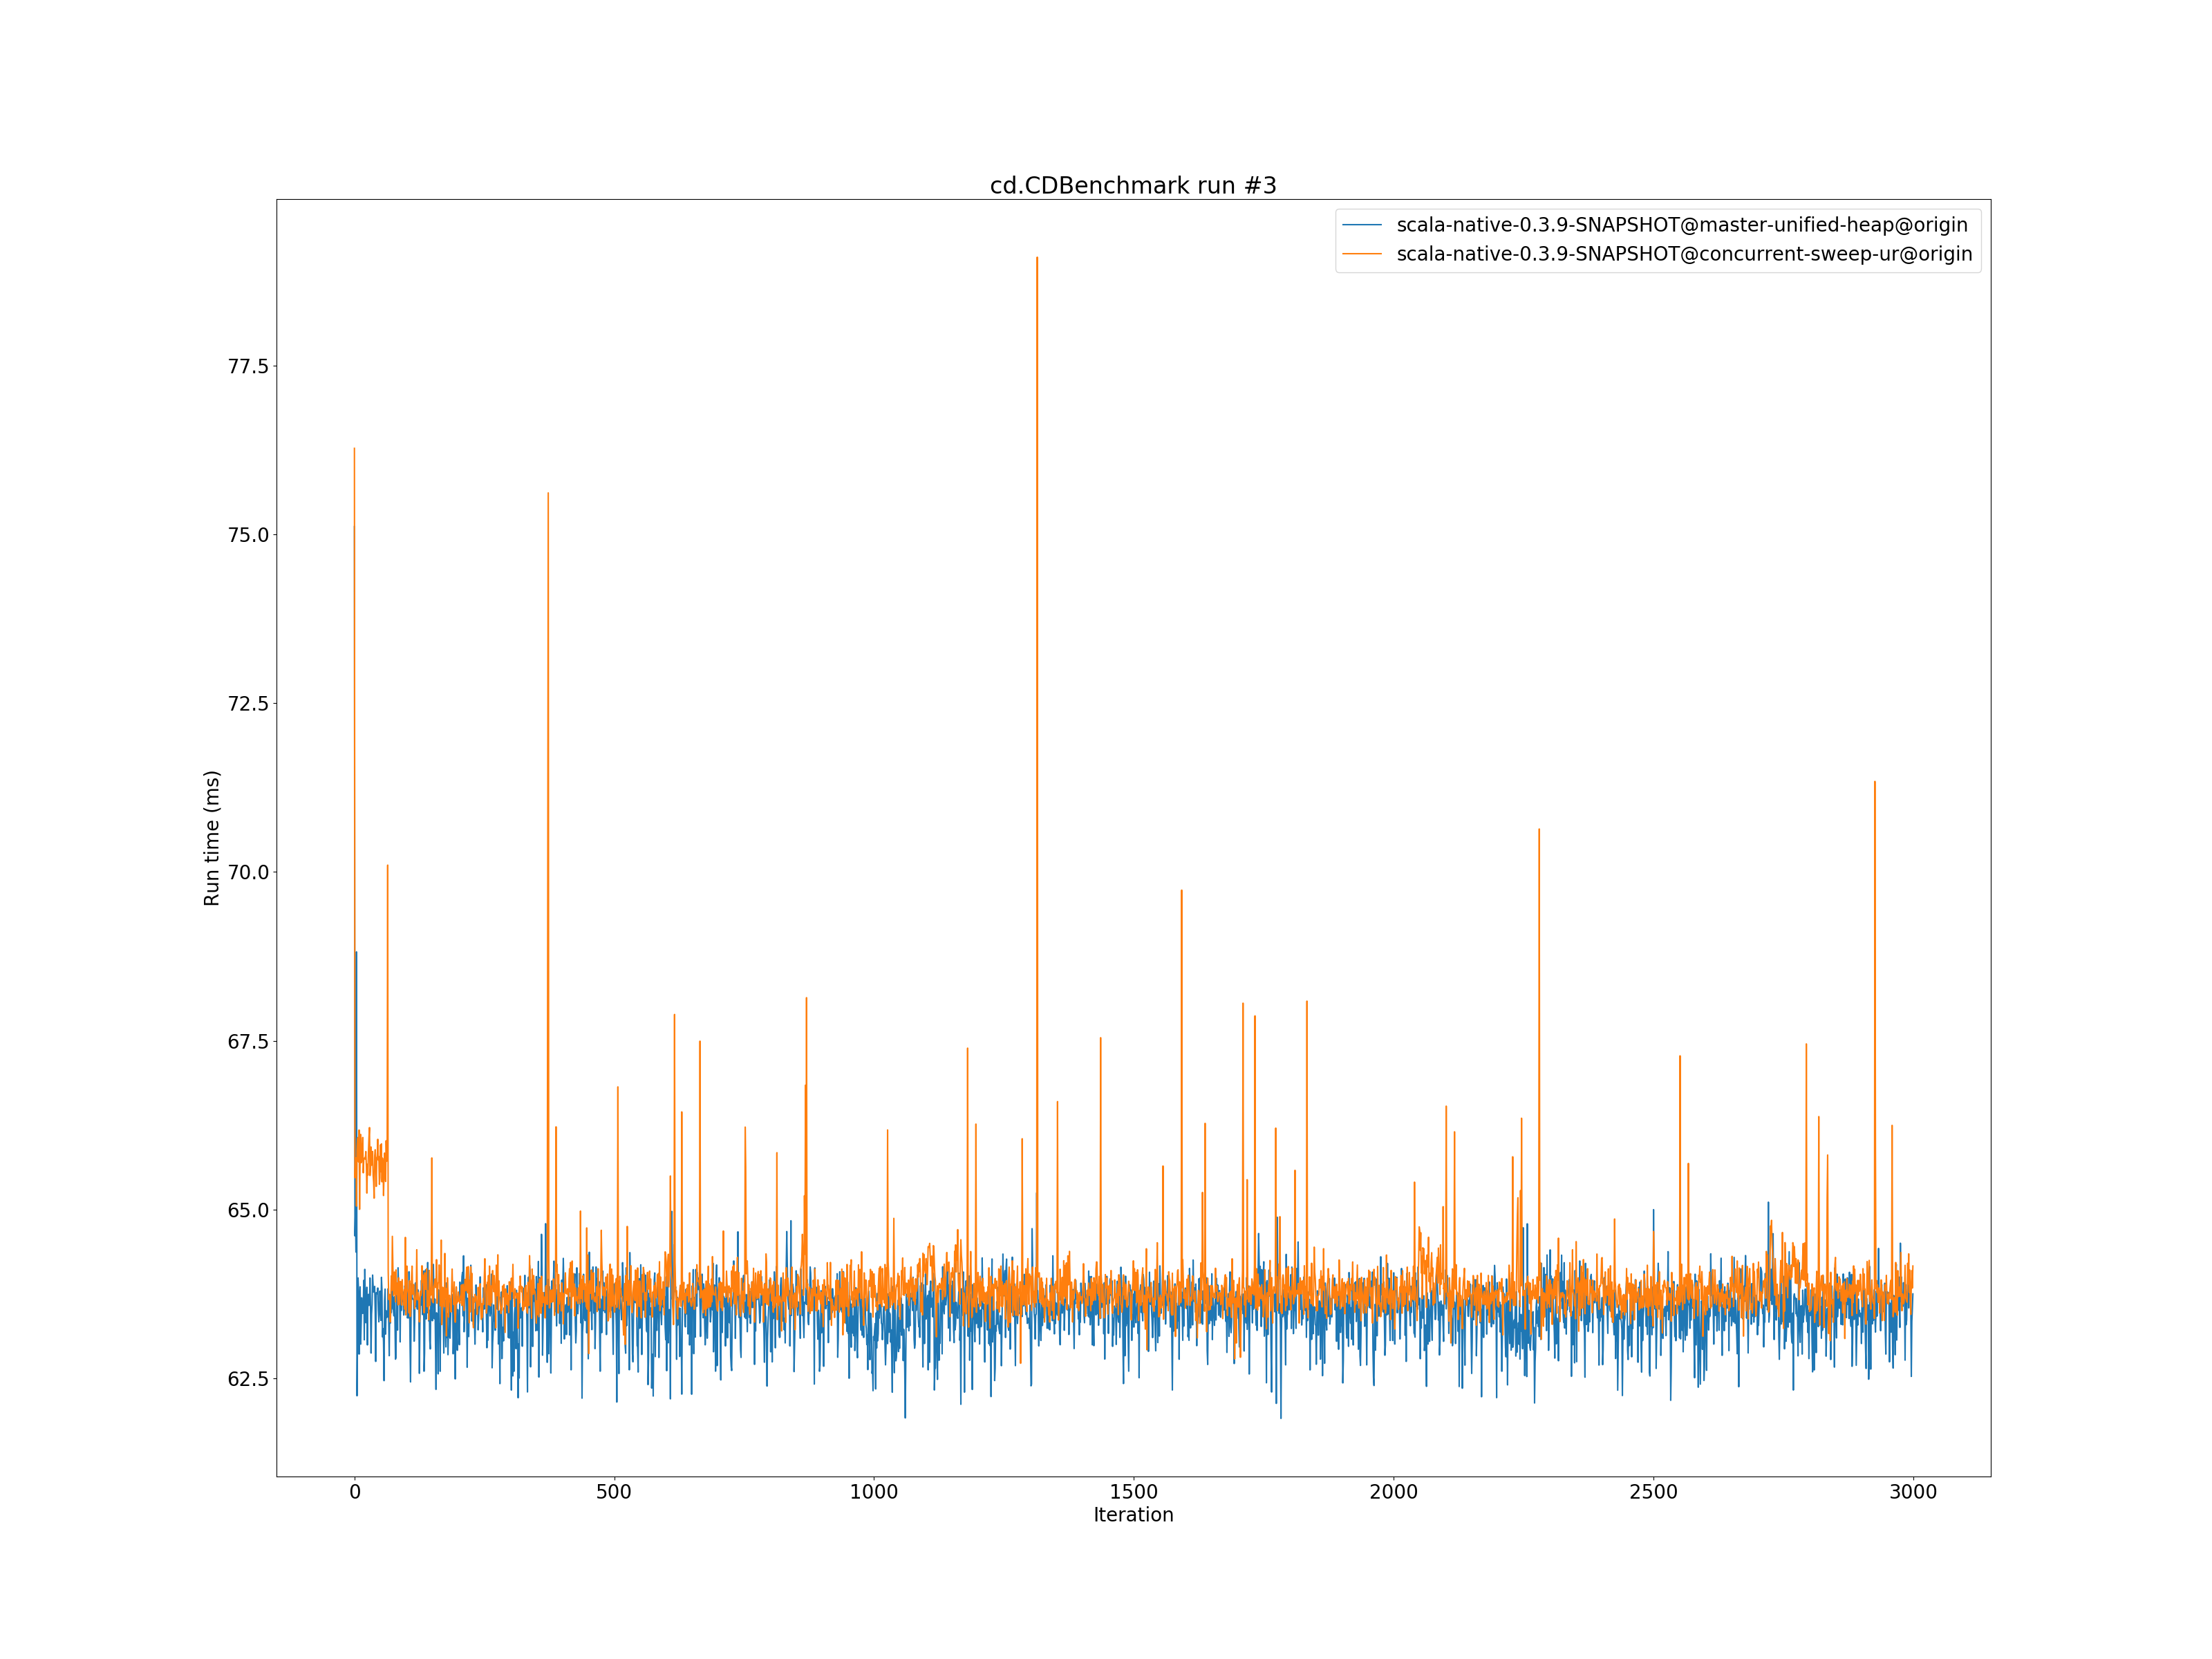 cd.CDBenchmark run #3
scala-native-0.3.9-SNAPSHOT@master-unified-heap@origin
scala-native-0.3.9-SNAPSHOT@concurrent-sweep-ur@origin
77.5
75.0
72.5
70.0
67.5
65.0
62.5
Run time (ms)
0 500 1000 1500 2000 2500 3000
Iteration